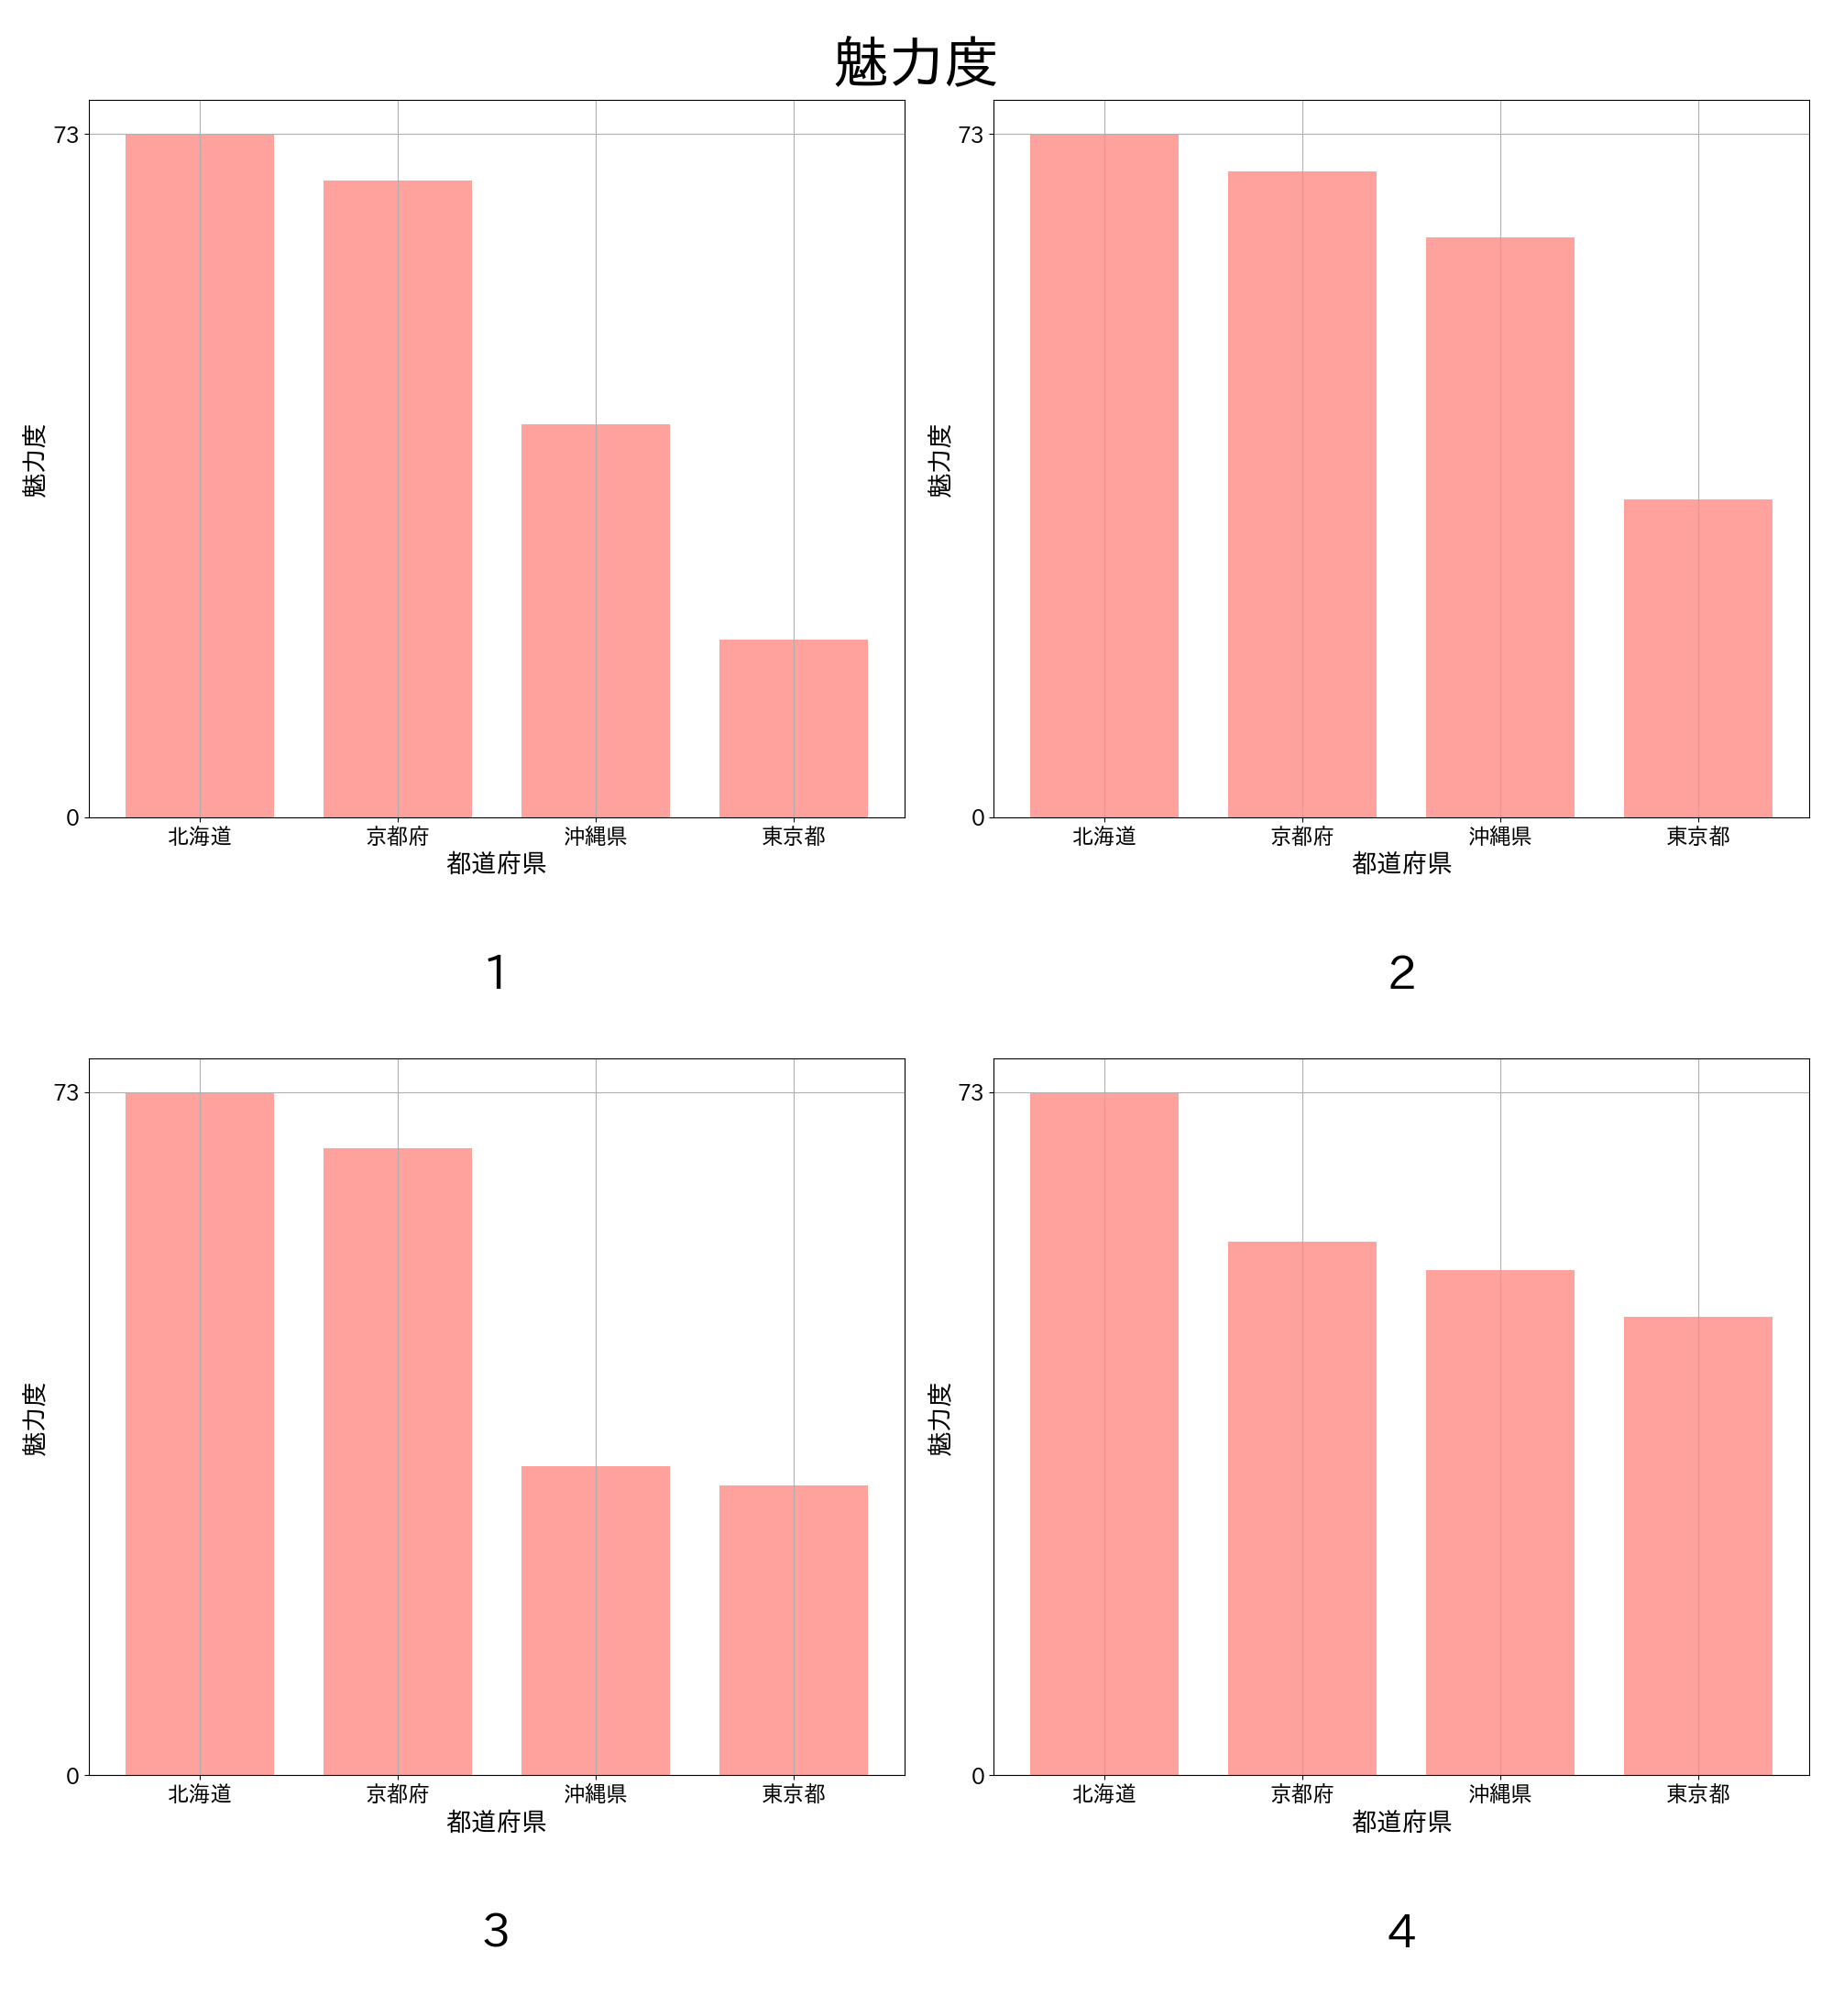 魅力度
73
0
魅力度
北海道 京都府 沖縄県 東京都
都道府県
1
73
0
魅力度
北海道 京都府 沖縄県 東京都
都道府県
2
73
0
魅力度
北海道 京都府 沖縄県 東京都
都道府県
3
73
0
魅力度
北海道 京都府 沖縄県 東京都
都道府県
4